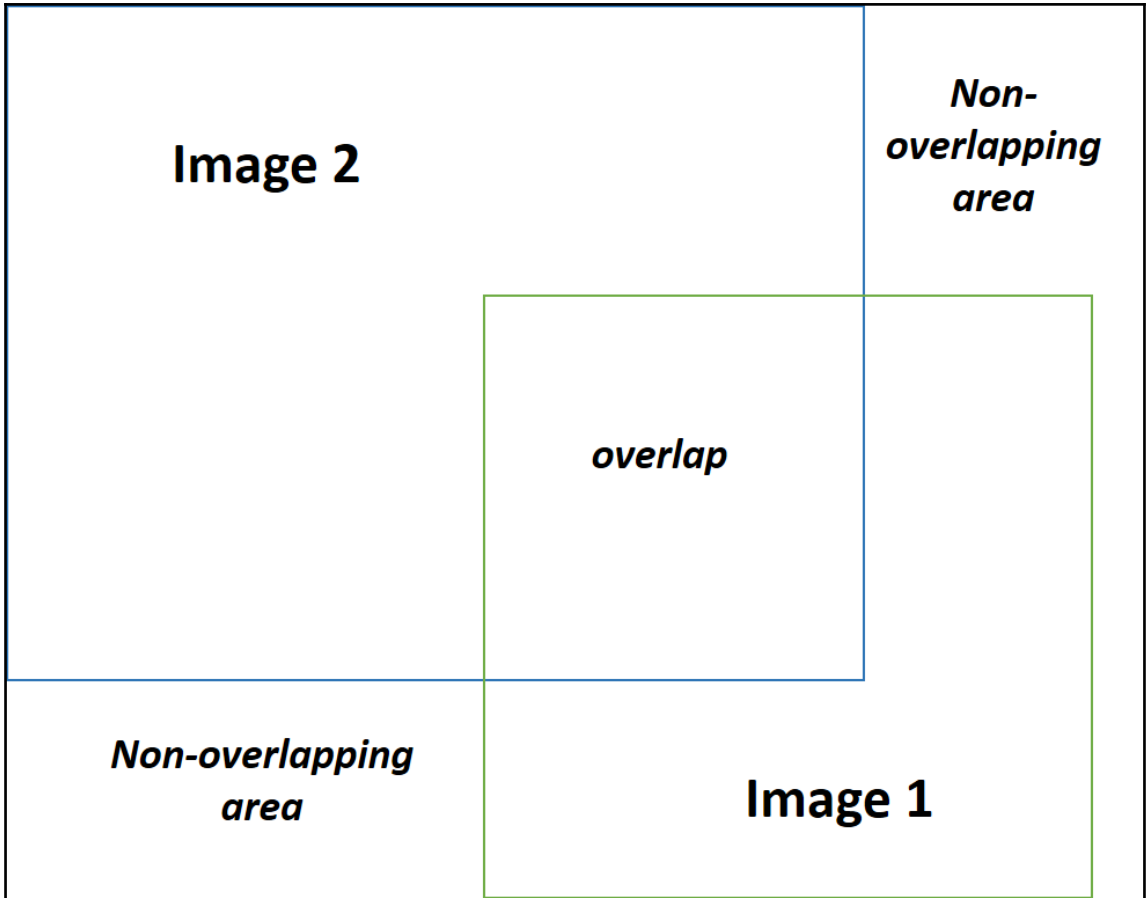 Non-
overlapping
area
Image 2
overlap
Non-overlapping
area
Image 1